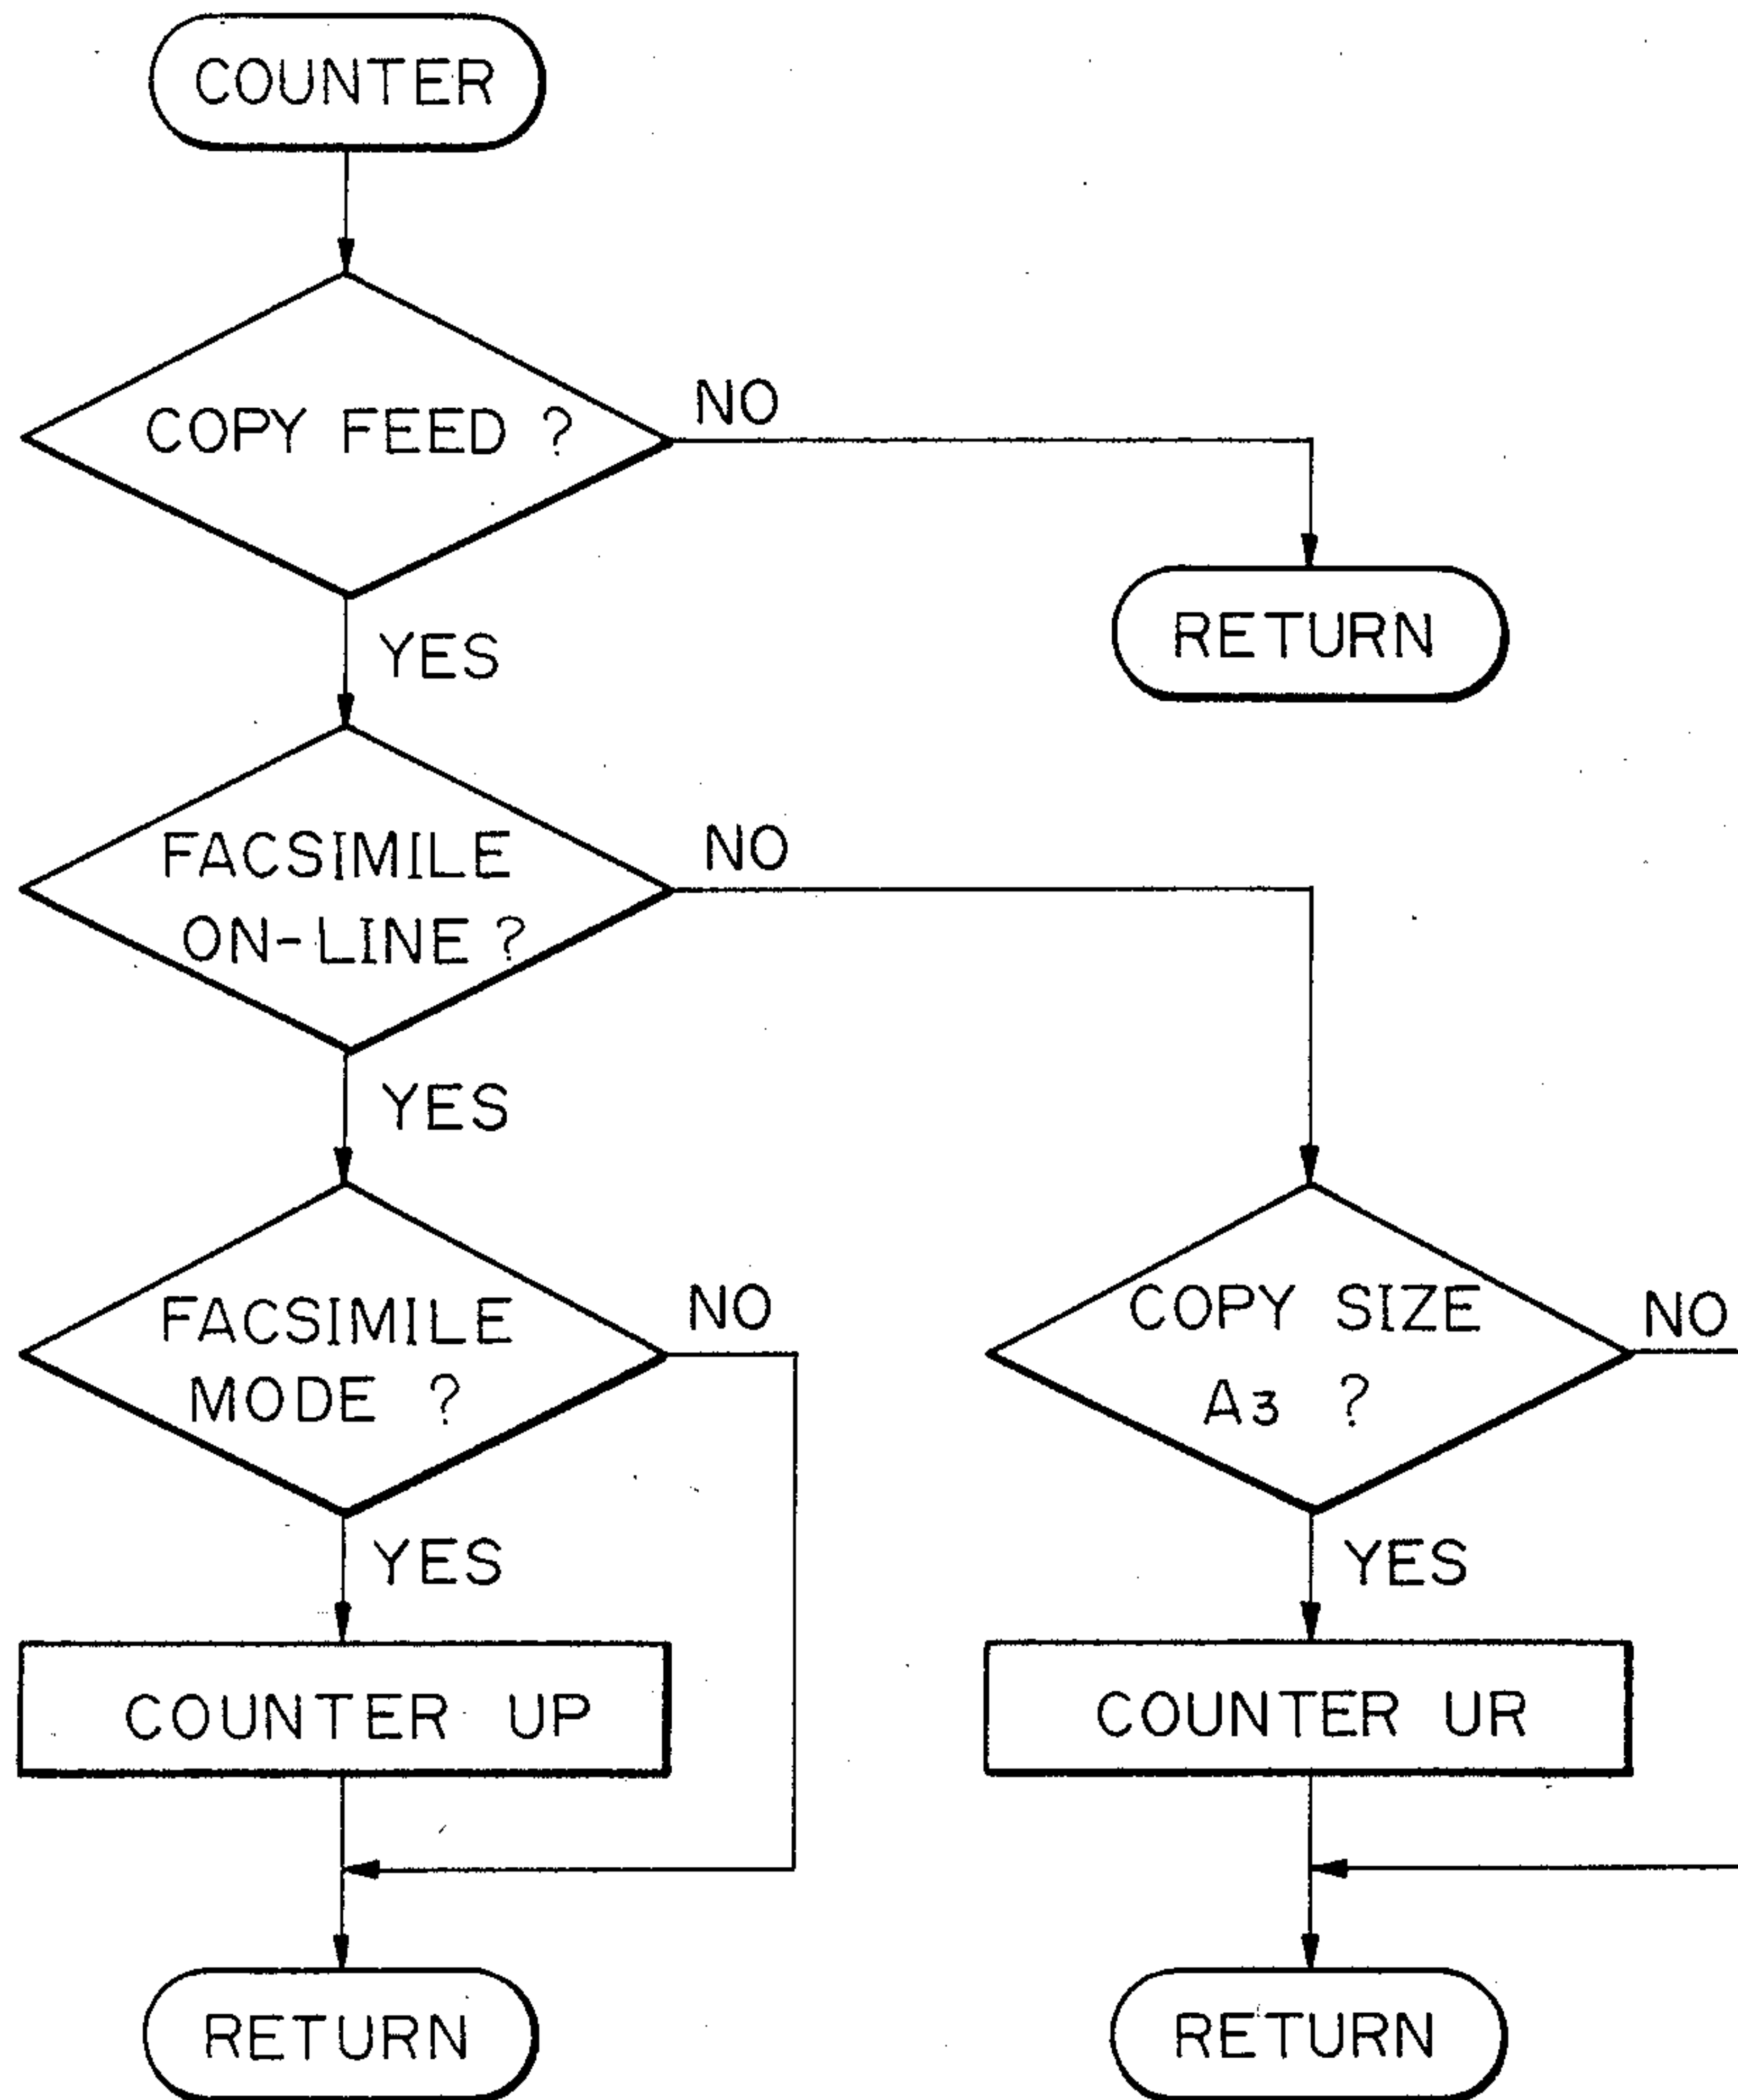 COUNTER
COPY FEED ?
NO
RETURN
YES
FACSIMILE
ON-LINE ?
NO
YES
FACSIMILE
MODE ?
NO
COPY SIZE
A3 ?
NO
YES
YES
COUNTER UP
COUNTER UR
RETURN
RETURN